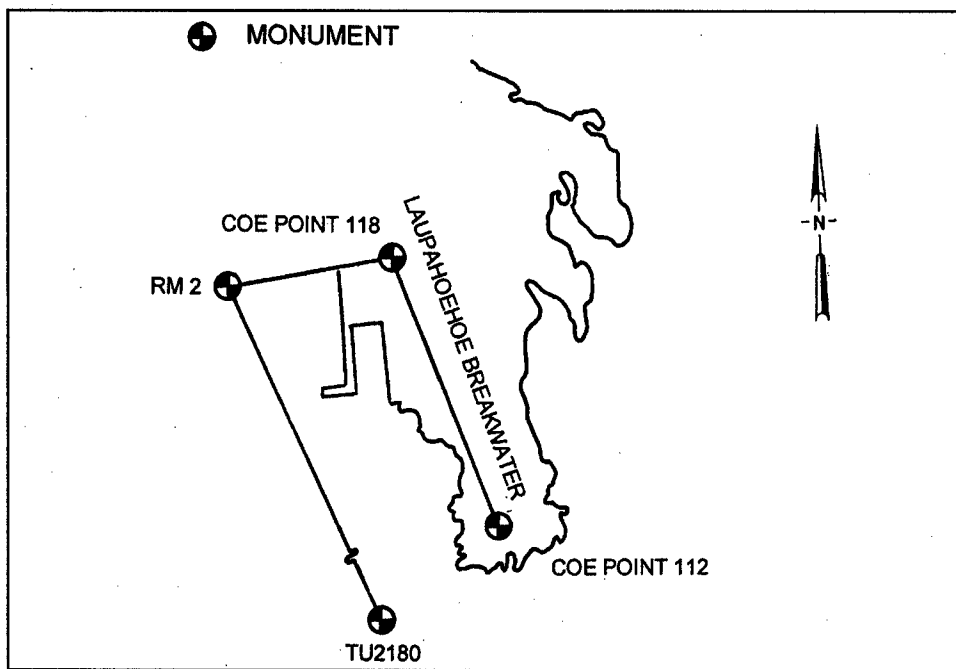 MONUMENT
COE POINT 118
LAUPAHOEHOE BREAKWATER
N
RM 2
COE POINT 112
TU2180